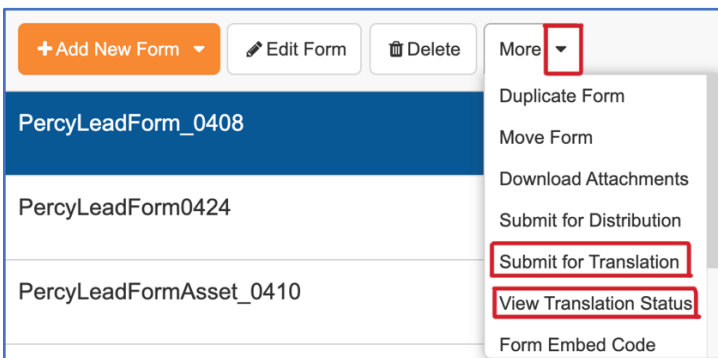 + Add New Form
Edit Form
Delete
More
PercyLeadForm_0408
PercyLeadForm0424
PercyLeadFormAsset_0410
Duplicate Form
Move Form
Download Attachments
Submit for Distribution
Submit for Translation
View Translation Status
Form Embed Code